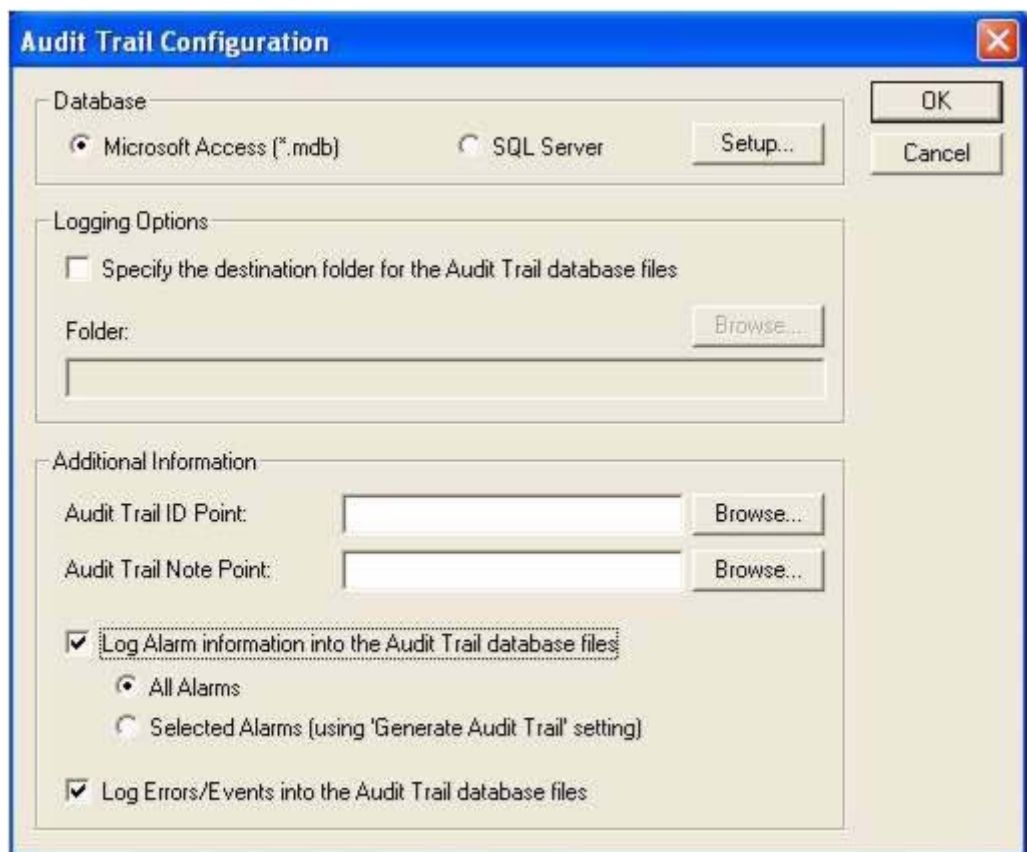 Audit Trail Configuration
Database
Microsoft Access (*.mdb)
SQL Server
Setup...
OK
Cancel
Logging Options
Specify the destination folder for the Audit Trail database files
Folder:
Browse...
Additional Information
Audit Trail ID Point:
Browse...
Audit Trail Note Point:
Browse...
Log Alarm information into the Audit Trail database files
All Alarms
Selected Alarms (using 'Generate Audit Trail' setting)
Log Errors/Events into the Audit Trail database files